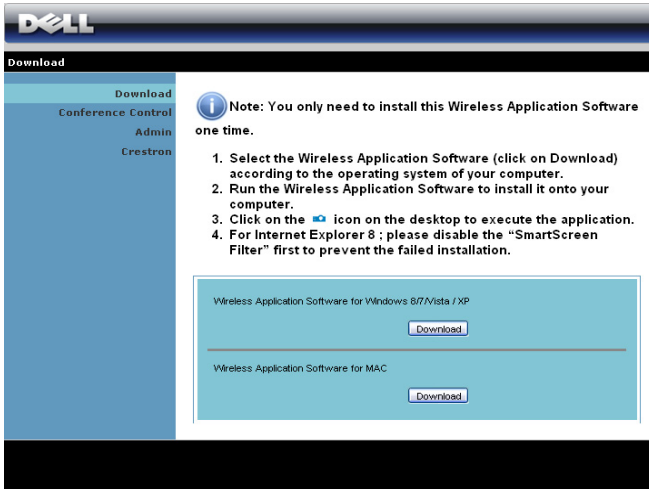 DELL
Download
Download
Conference Control
Admin
Crestron
Note: You only need to install this Wireless Application Software
one time.
1. Select the Wireless Application Software (click on Download)
according to the operating system of your computer.
2. Run the Wireless Application Software to install it onto your
computer.
3. Click on the icon on the desktop to execute the application.
4. For Internet Explorer 8 ; please disable the “SmartScreen
Filter” first to prevent the failed installation.
Wireless Application Software for Windows 8/7/Vista / XP
Download
Wireless Application Software for MAC
Download